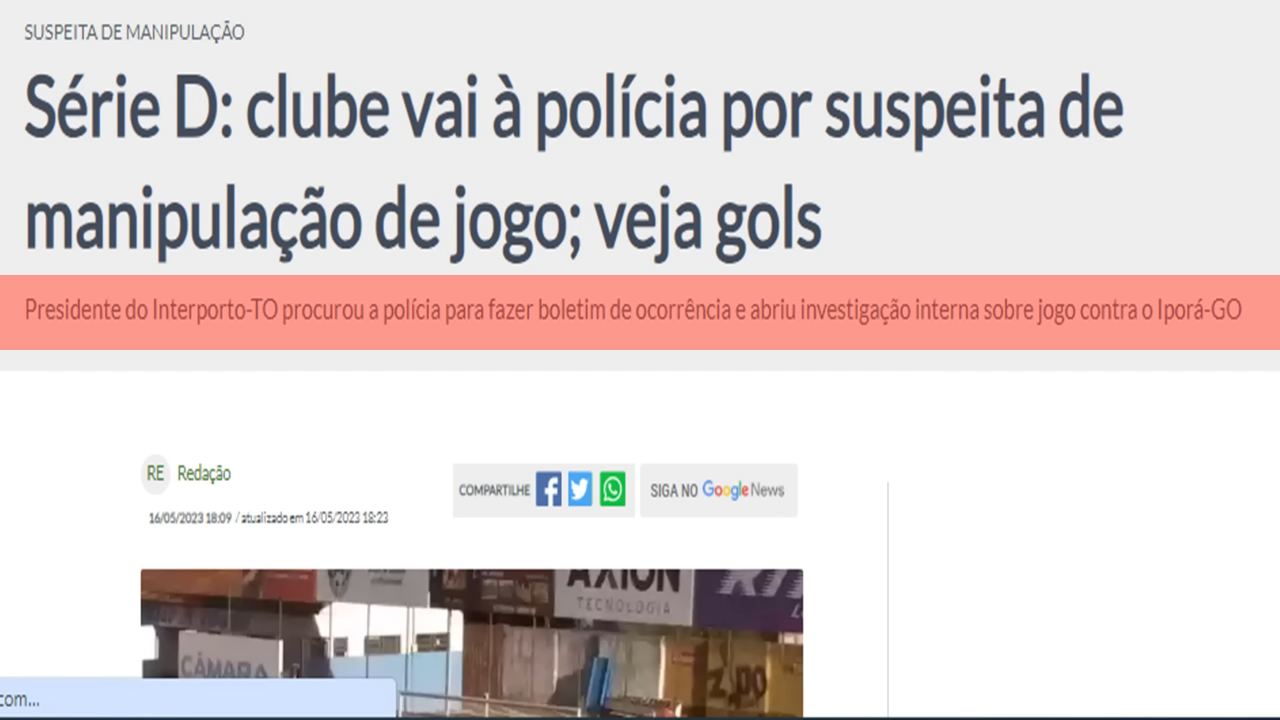 SUSPEITA DE MANIPULAÇÃO
Série D: clube vai à polícia por suspeita de
manipulação de jogo; veja gols
Presidente do Interporto-TO procurou a polícia para fazer boletim de ocorrência e abriu investigação interna sobre jogo contra o Iporá-GO
RE Redação
COMPARTILHE
SIGA NO Google News
16/05/2023 18:09 / atualizado em 16/05/2023 18:23
AXION
TECNOLOGIA
CÂMARA
com...